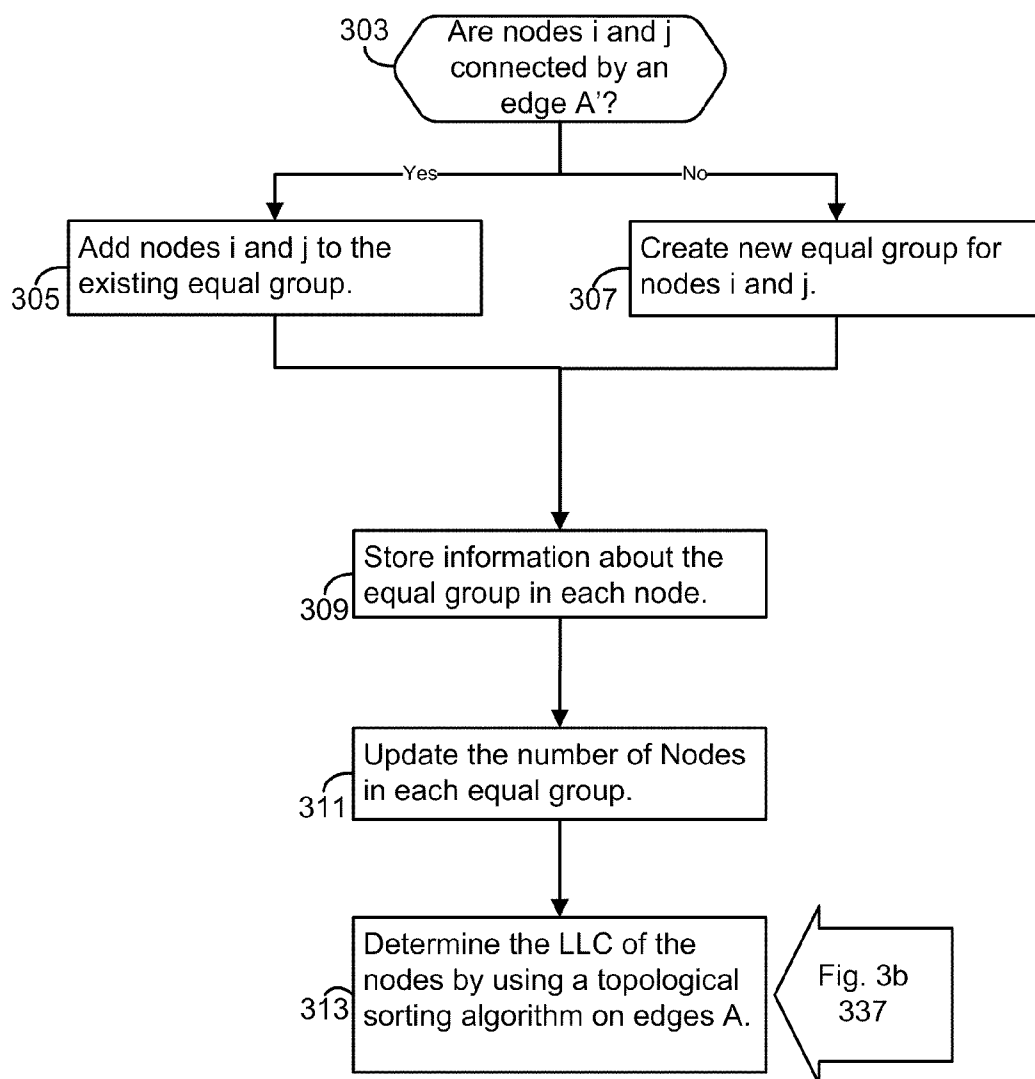 303
Are nodes i and j
connected by an
edge A'?
Yes
No
Add nodes i and j to the
existing equal group.
305
Create new equal group for
nodes i and j.
307
Store information about the
equal group in each node.
309
Update the number of Nodes
in each equal group.
311
Determine the LLC of the
nodes by using a topological
sorting algorithm on edges A.
313
Fig. 3b
337